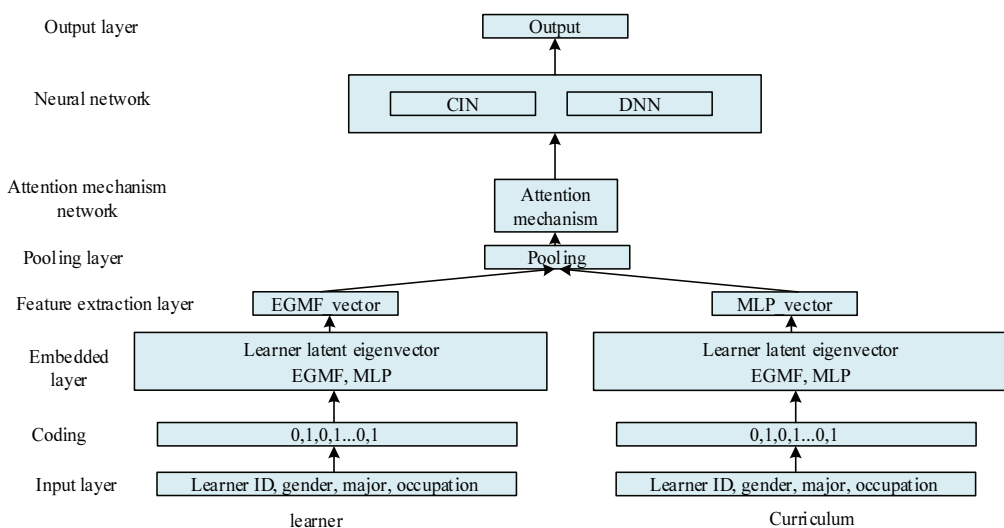 Output layer
Output
Neural network
CIN
DNN
Attention mechanism
network
Attention
mechanism
Pooling layer
Pooling
Feature extraction layer
EGMF_vector
MLP_vector
Embedded
layer
Learner latent eigenvector
EGMF, MLP
Learner latent eigenvector
EGMF, MLP
Coding
0,1,0,1...0,1
0,1,0,1...0,1
Input layer
Learner ID, gender, major, occupation
Learner ID, gender, major, occupation
learner
Curriculum